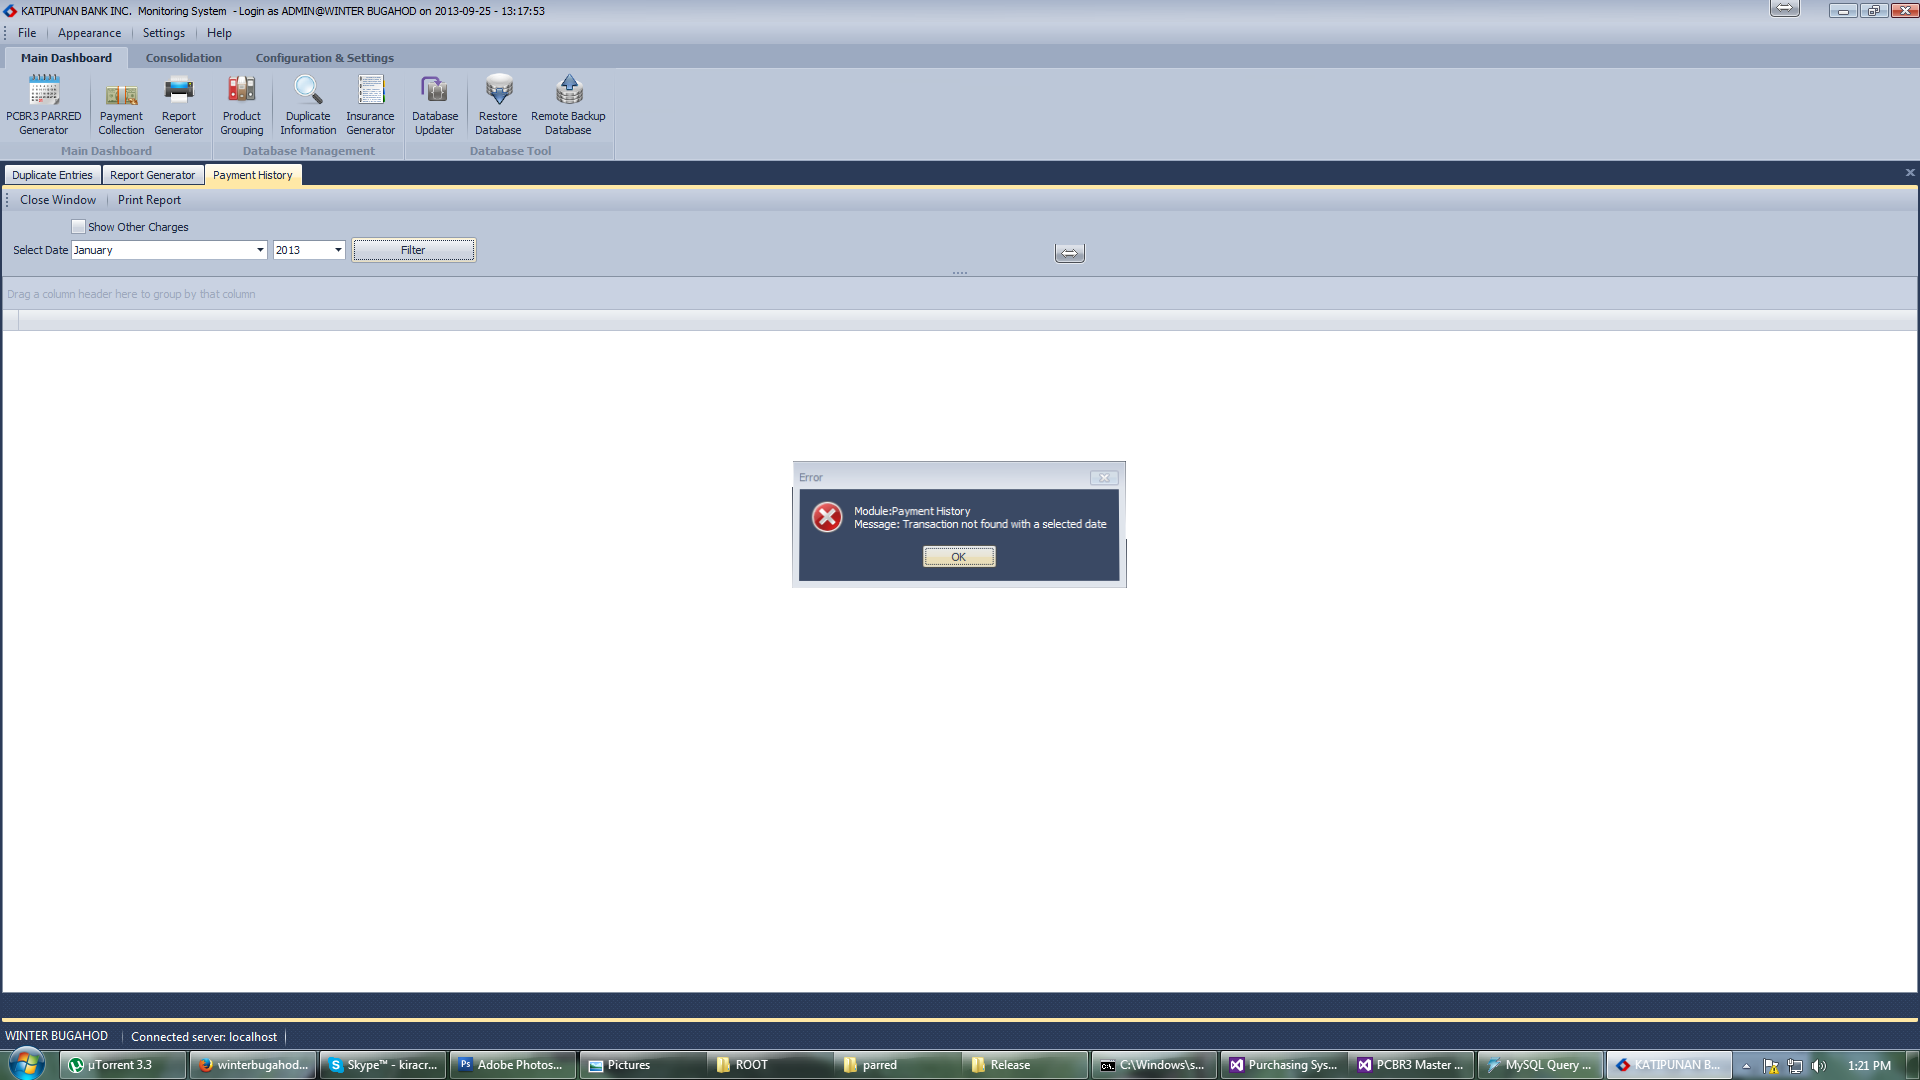 KATIPUNAN BANK INC.  Monitoring System  - Login as ADMIN@WINTER BUGAHOD on 2013-09-25 - 13:17:53
File Appearance Settings Help
Main Dashboard Consolidation Configuration & Settings
PCBR3 PARRED Generator
Payment Collection
Report Generator
Product Grouping
Duplicate Information
Insurance Generator
Database Updater
Restore Database
Remote Backup Database
Main Dashboard Database Management Database Tool
Duplicate Entries Report Generator Payment History
Close Window Print Report
Show Other Charges
Select Date January 2013 Filter
Drag a column header here to group by that column
Error
Module:Payment History
Message: Transaction not found with a selected date
OK
WINTER BUGAHOD Connected server: localhost
µTorrent 3.3 winterbugahod... Skype™ - kiracr... Ps Adobe Photos... Pictures ROOT parred Release C:\Windows\s... Purchasing Sys... PCBR3 Master ... MySQL Query ... KATIPUNAN B... 1:21 PM